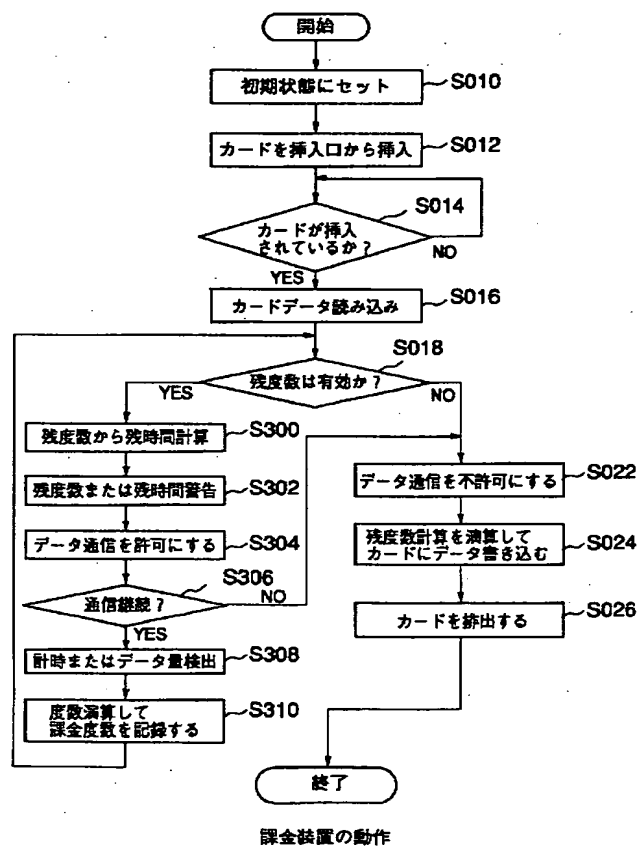 開始
初期状態にセット
S010
カードを挿入口から挿入
S012
S014
カードが挿入
されているか？
NO
YES
カードデータ読み込み
S016
S018
残度数は有効か？
YES
NO
残度数から残時間計算
S300
残度数または残時間警告
S302
データ通信を許可にする
S304
S306
通信継続？
NO
YES
計時またはデータ量検出
S308
度数演算して
課金度数を記録する
S310
データ通信を不許可にする
S022
残度数計算を演算して
カードにデータ書き込む
S024
カードを排出する
S026
終了
課金装置の動作